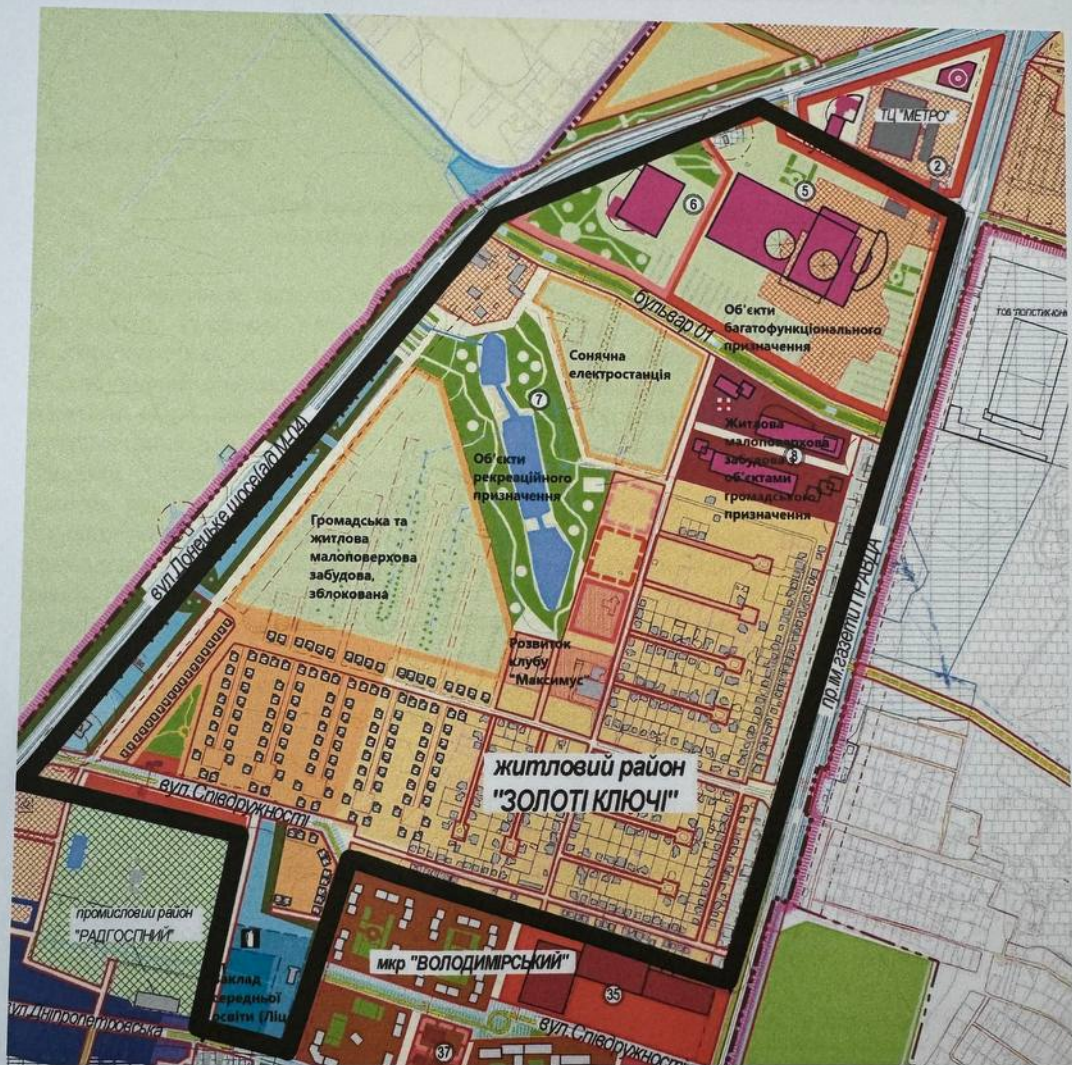 ТЦ "МЕТРО"
2
5
6
бульвар 01
Об'єкти
багатофункціонального
призначення
Сонячна
електростанція
7
Житлова
малоповерхова
забудова з
об'єктами
громадського
призначення
8
Об'єкти
рекреаційного
призначення
Громадська та
житлова
малоповерхова
забудова,
зблокована
вул. Донецьке шосе(а/д М-04)
пр.ім.газети ПРАВДА
Розвиток
клубу
"Максимус"
житловий район
"ЗОЛОТІ КЛЮЧІ"
вул.Співдружності
промисловий район
"РАДГОСПНИЙ"
мкр "ВОЛОДИМІРСЬКИЙ"
заклад
середньої
освіти (Ліц
35
вул.Співдружності
вул.Дніпропетровська
37